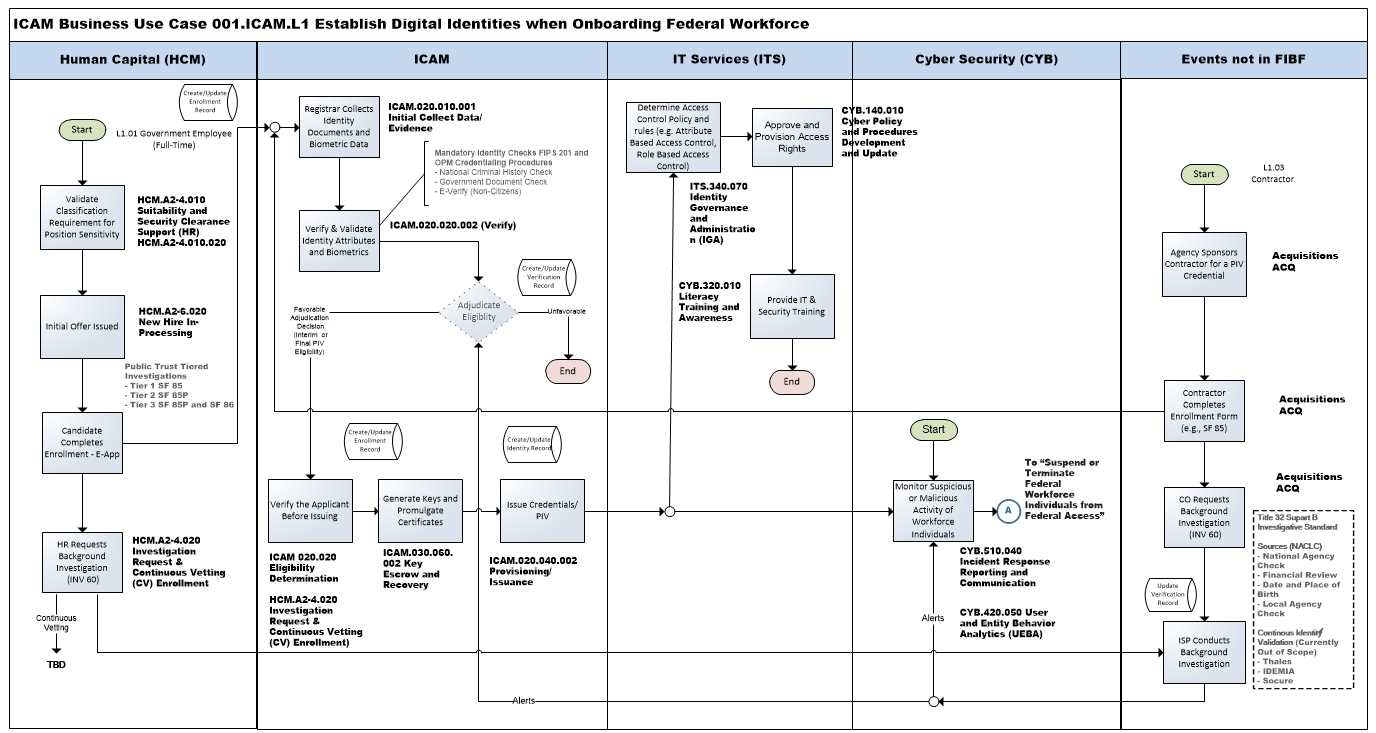 ICAM Business Use Case 001.ICAM.L1 Establish Digital Identities when Onboarding Federal Workforce
Human Capital (HCM)
ICAM
IT Services (ITS)
Cyber Security (CYB)
Events not in FIBF
Create/Update
Enrollment
Record
Start
L1.01 Government Employee
(Full-Time)
Validate
Classification
Requirement for
Position Sensitivity
HCM.A2-4.010
Suitability and
Security Clearance
Support (HR)
HCM.A2-4.010.020
Initial Offer Issued
HCM.A2-6.020
New Hire In-
Processing
Public Trust Tiered
Investigations
- Tier 1 SF 85
- Tier 2 SF 85P
- Tier 3 SF 85P and SF 86
Candidate
Completes
Enrollment - E-App
HR Requests
Background
Investigation
(INV 60)
HCM.A2-4.020
Investigation
Request &
Continuous Vetting
(CV) Enrollment
Continuous
Vetting
TBD
Registrar Collects
Identity
Documents and
Biometric Data
ICAM.020.010.001
Initial Collect Data/
Evidence
Mandatory Identity Checks FIPS 201 and
OPM Credentialing Procedures
- National Criminal History Check
- Government Document Check
- E-Verify (Non-Citizens)
Verify & Validate
Identity Attributes
and Biometrics
ICAM.020.020.002 (Verify)
Create/Update
Verification
Record
Adjudicate
Eligiblity
Favorable
Adjudication
Decision
(Interim or
Final PIV
Eligibility)
Unfavorable
End
Create/Update
Enrollment
Record
Create/Update
Identity Record
Verify the Applicant
Before Issuing
Generate Keys and
Promulgate
Certificates
Issue Credentials/
PIV
ICAM 020.020
Eligibility
Determination
HCM.A2-4.020
Investigation
Request &
Continuous Vetting
(CV) Enrollment)
ICAM.030.060.
002 Key
Escrow and
Recovery
ICAM.020.040.002
Provisioning/
Issuance
Alerts
Determine Access
Control Policy and
rules (e.g. Attribute
Based Access Control,
Role Based Access
Control)
Approve and
Provision Access
Rights
ITS.340.070
Identity
Governance
and
Administratio
n (IGA)
CYB.320.010
Literacy
Training and
Awareness
Provide IT &
Security Training
End
CYB.140.010
Cyber Policy
and Procedures
Development
and Update
Start
Monitor Suspicious
or Malicious
Activity of
Workforce
Individuals
A
To “Suspend or
Terminate
Federal
Workforce
Individuals from
Federal Access”
CYB.510.040
Incident Response
Reporting and
Communication
CYB.420.050 User
and Entity Behavior
Analytics (UEBA)
Alerts
Start
L1.03
Contractor
Agency Sponsors
Contractor for a PIV
Credential
Acquisitions
ACQ
Contractor
Completes
Enrollment Form
(e.g., SF 85)
Acquisitions
ACQ
CO Requests
Background
Investigation
(INV 60)
Acquisitions
ACQ
Title 32 Supart B
Investigative Standard
Sources (NACLC)
- National Agency
Check
- Financial Review
- Date and Place of
Birth
- Local Agency
Check
Continous Identity
Validation (Currently
Out of Scope)
- Thales
- IDEMIA
- Socure
Update
Verification
Record
ISP Conducts
Background
Investigation